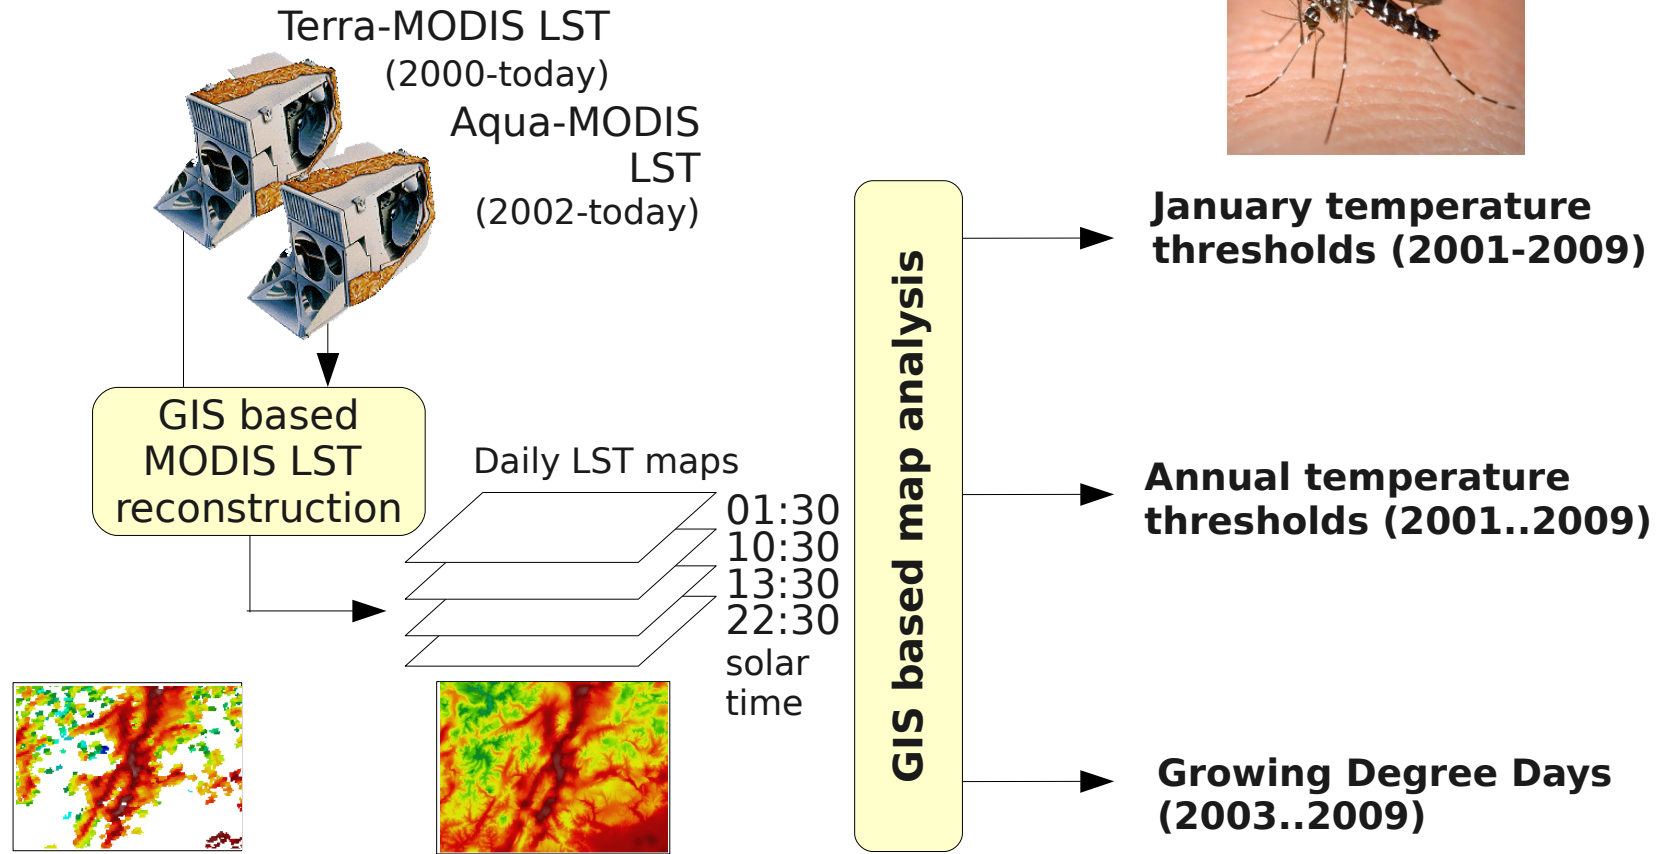 Terra-MODIS LST
(2000-today)
Aqua-MODIS
LST
(2002-today)
GIS based
MODIS LST
reconstruction
Daily LST maps
01:30
10:30
13:30
22:30
solar
time
GIS based map analysis
January temperature
thresholds (2001-2009)
Annual temperature
thresholds (2001..2009)
Growing Degree Days
(2003..2009)